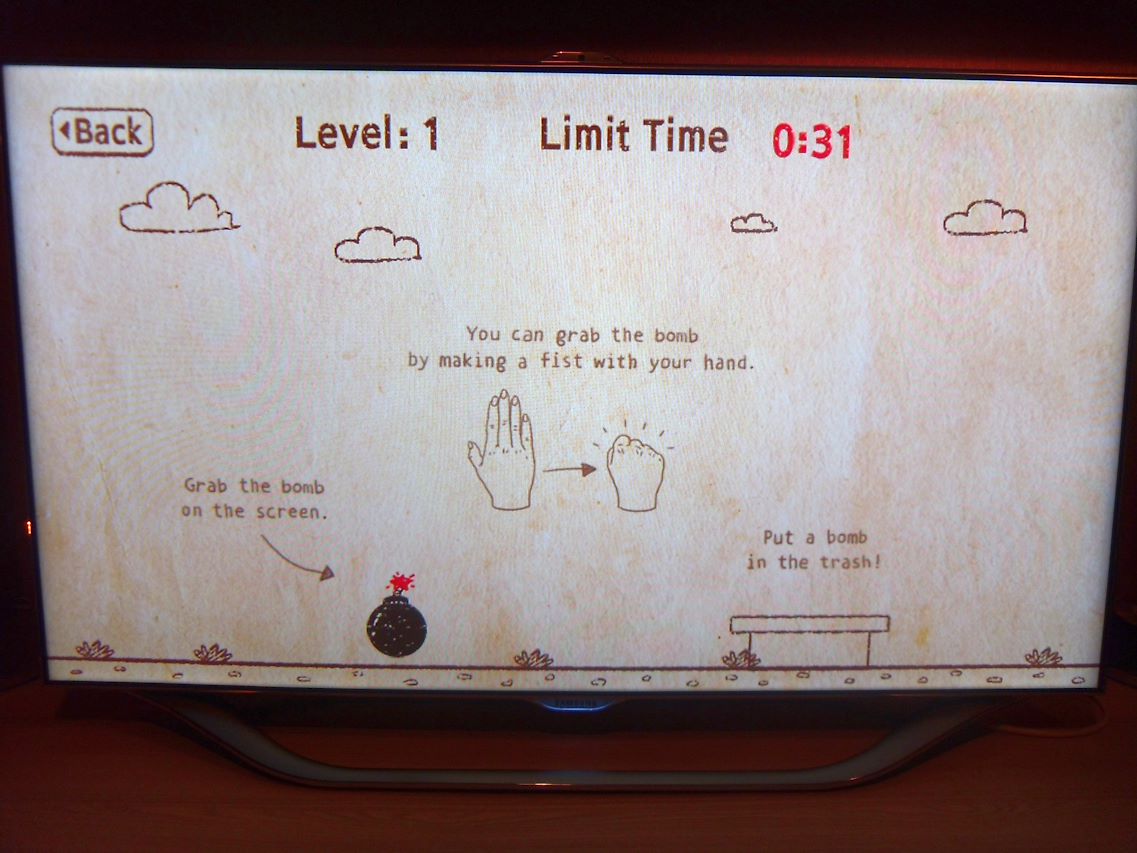 Back
Level: 1
Limit Time
0:31
You can grab the bomb
by making a fist with your hand.
Grab the bomb
on the screen.
Put a bomb
in the trash!
SAMSUNG